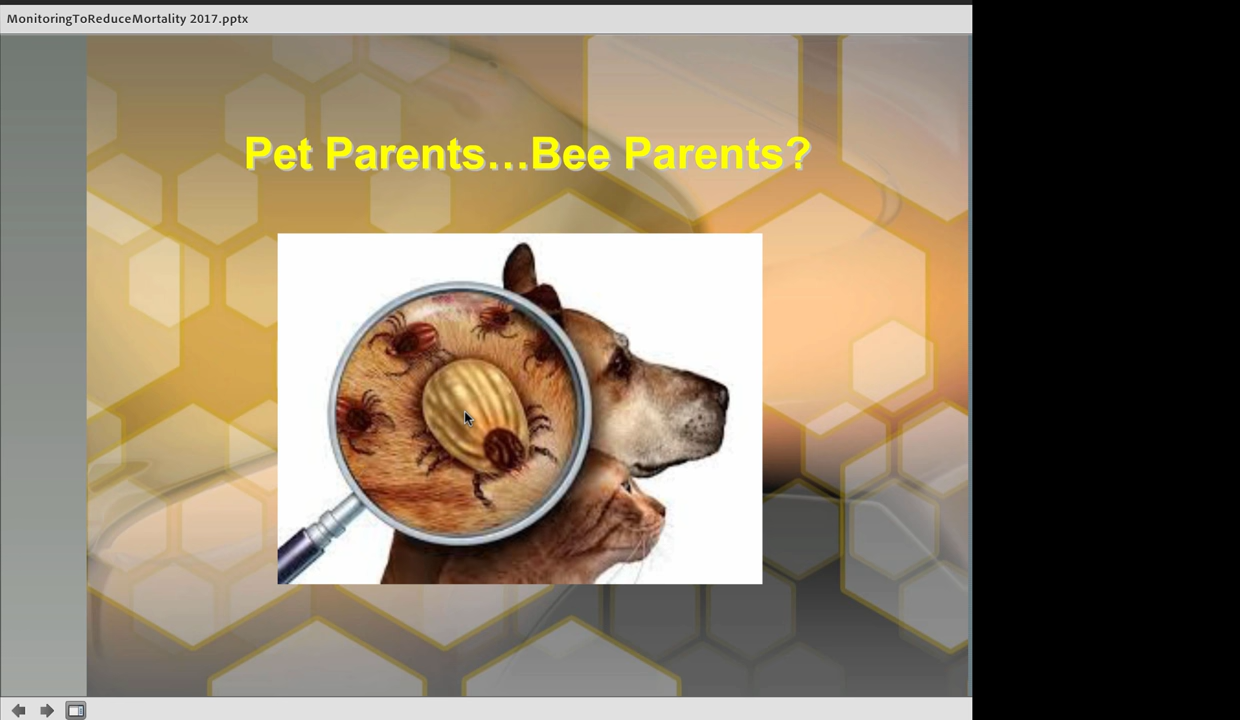 MonitoringToReduceMortality 2017.pptx
Pet Parents…Bee Parents?